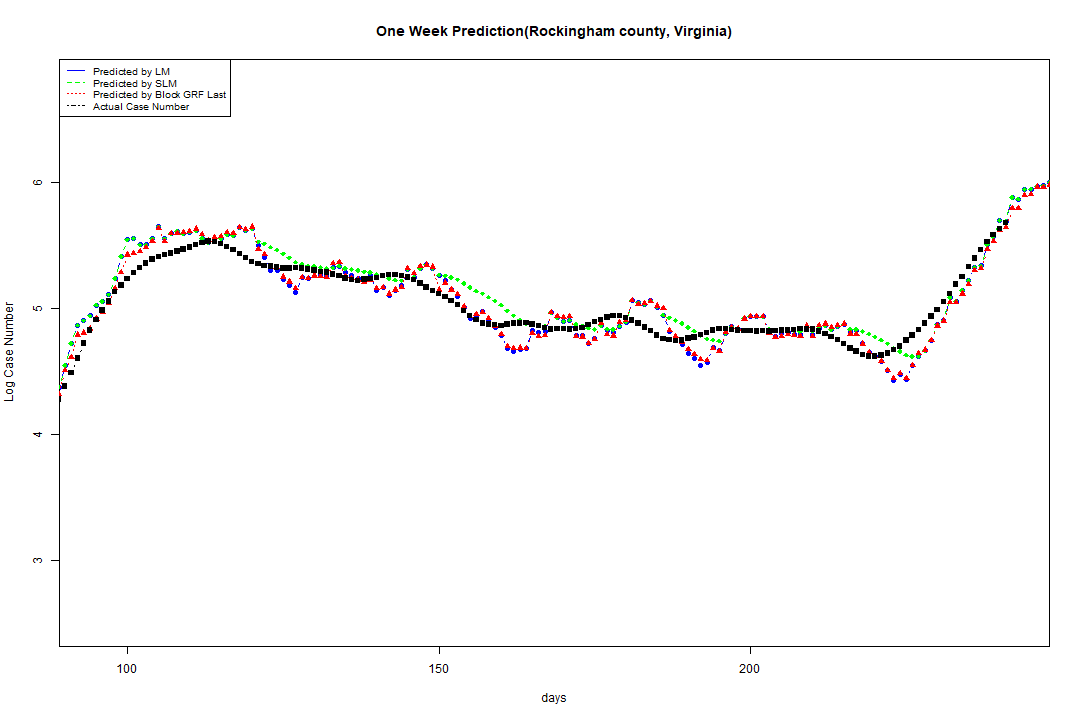 One Week Prediction(Rockingham county, Virginia)
Predicted by LM
Predicted by SLM
Predicted by Block GRF Last
Actual Case Number
6
5
4
3
Log Case Number
100 150 200
days